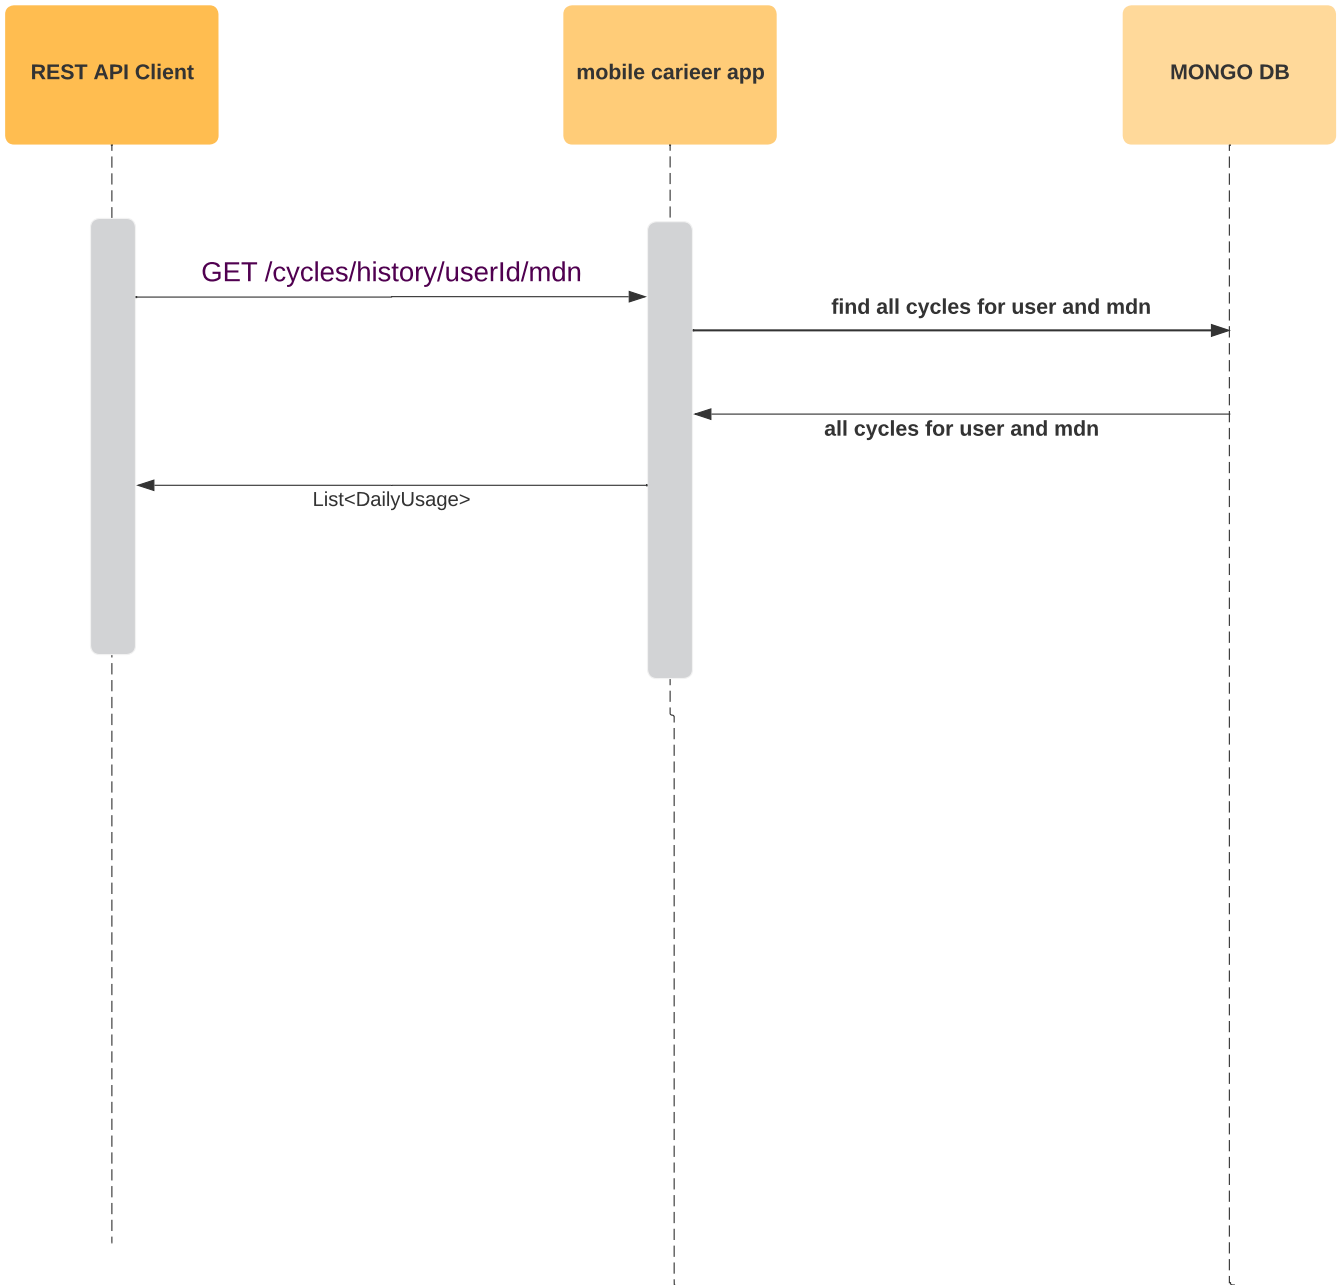 REST API Client
mobile carieer app
MONGO DB
GET /cycles/history/userId/mdn
find all cycles for user and mdn
all cycles for user and mdn
List<DailyUsage>